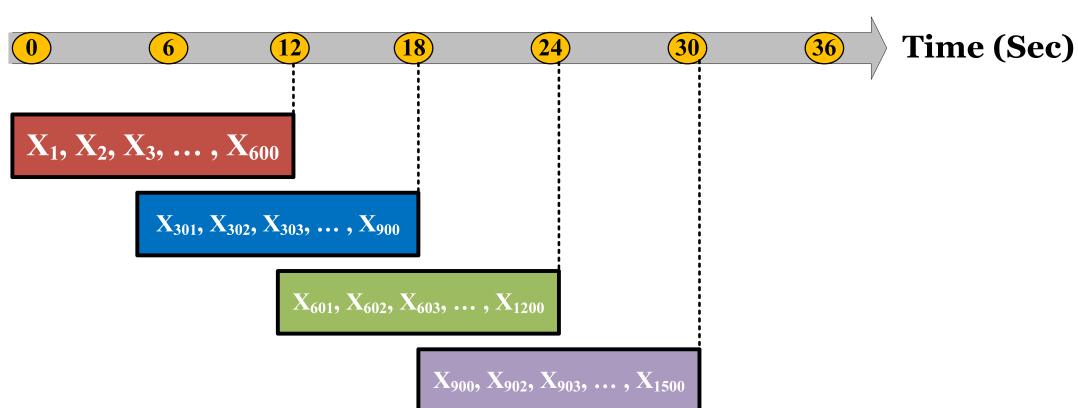 0 6 12 18 24 30 36 Time (Sec)
X₁, X₂, X₃, … , X₆₀₀
X₃₀₁, X₃₀₂, X₃₀₃, … , X₉₀₀
X₆₀₁, X₆₀₂, X₆₀₃, … , X₁₂₀₀
X₉₀₀, X₉₀₂, X₉₀₃, … , X₁₅₀₀